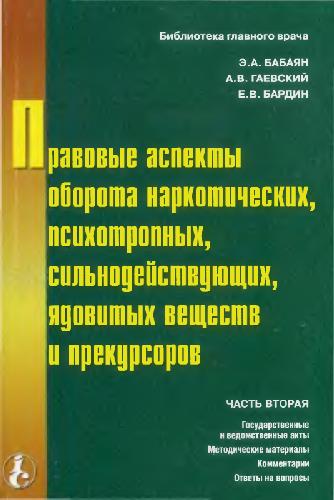 Библиотека главного врача
Э.А. БАБАЯН
А.В. ГАЕВСКИЙ
Е.В. БАРДИН
Правовые аспекты
оборота наркотических,
психотропных,
сильнодействующих,
ядовитых веществ
и прекурсоров
ЧАСТЬ ВТОРАЯ
Государственные
и ведомственные акты
Методические материалы
Комментарии
Ответы на вопросы